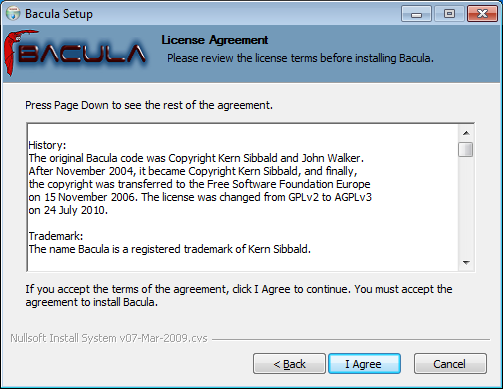 Bacula Setup
BACULA
License Agreement
Please review the license terms before installing Bacula.
Press Page Down to see the rest of the agreement.
History:
The original Bacula code was Copyright Kern Sibbald and John Walker.
After November 2004, it became Copyright Kern Sibbald, and finally,
the copyright was transferred to the Free Software Foundation Europe
on 15 November 2006. The license was changed from GPLv2 to AGPLv3
on 24 July 2010.
Trademark:
The name Bacula is a registered trademark of Kern Sibbald.
If you accept the terms of the agreement, click I Agree to continue. You must accept the
agreement to install Bacula.
Nullsoft Install System v07-Mar-2009.cvs
< Back I Agree Cancel